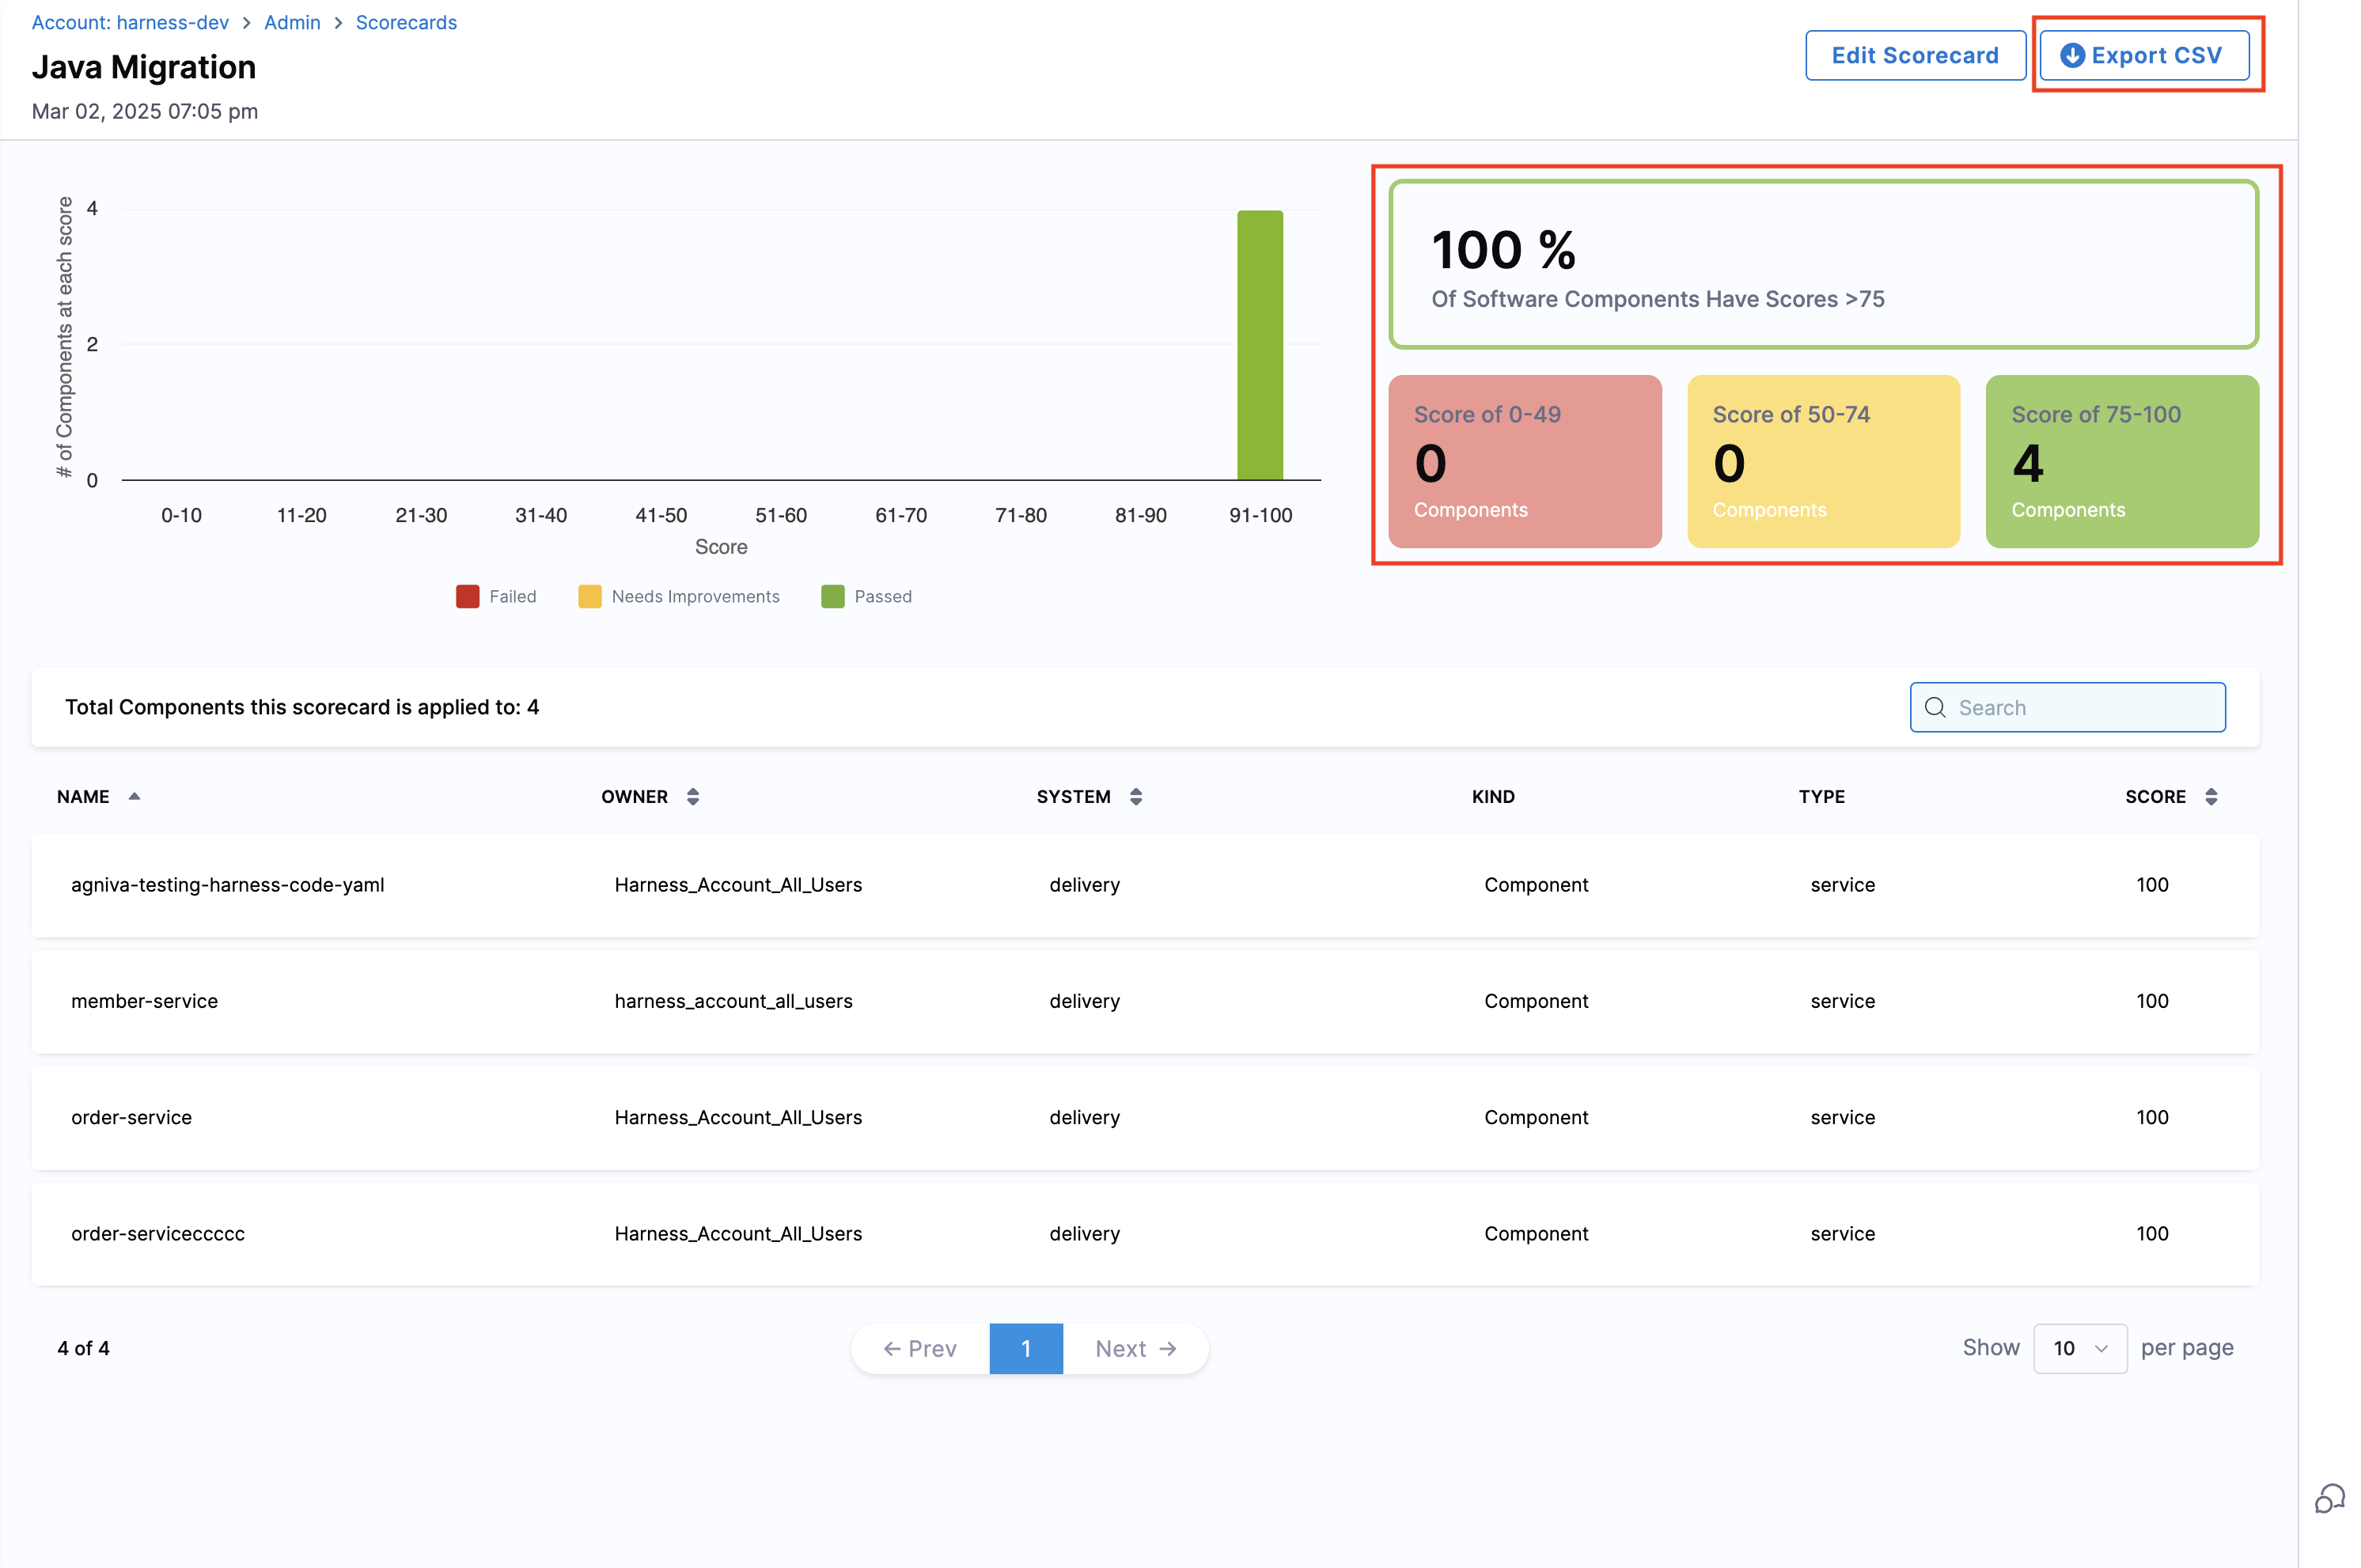 Account: harness-dev > Admin > Scorecards
Java Migration
Mar 02, 2025 07:05 pm
Edit Scorecard
Export CSV
# of Components at each score
4
2
0
0-10 11-20 21-30 31-40 41-50 51-60 61-70 71-80 81-90 91-100
Score
Failed Needs Improvements Passed
100 %
Of Software Components Have Scores >75
Score of 0-49
0
Components
Score of 50-74
0
Components
Score of 75-100
4
Components
Total Components this scorecard is applied to: 4
Search
NAME OWNER SYSTEM KIND TYPE SCORE
agniva-testing-harness-code-yaml Harness_Account_All_Users delivery Component service 100
member-service harness_account_all_users delivery Component service 100
order-service Harness_Account_All_Users delivery Component service 100
order-serviceccccc Harness_Account_All_Users delivery Component service 100
4 of 4
← Prev 1 Next →
Show 10 per page